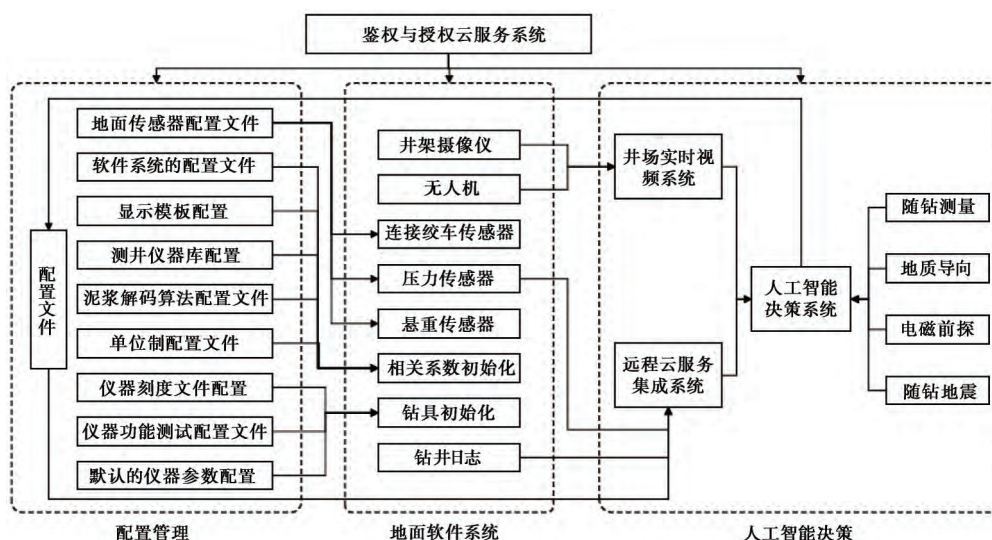 鉴权与授权云服务系统
配置文件
地面传感器配置文件
软件系统的配置文件
显示模板配置
测井仪器库配置
泥浆解码算法配置文件
单位制配置文件
仪器刻度文件配置
仪器功能测试配置文件
默认的仪器参数配置
配置管理
井架摄像仪
无人机
连接绞车传感器
压力传感器
悬重传感器
相关系数初始化
钻具初始化
钻井日志
地面软件系统
井场实时视
频系统
远程云服务
集成系统
人工智能
决策系统
随钻测量
地质导向
电磁前探
随钻地震
人工智能决策